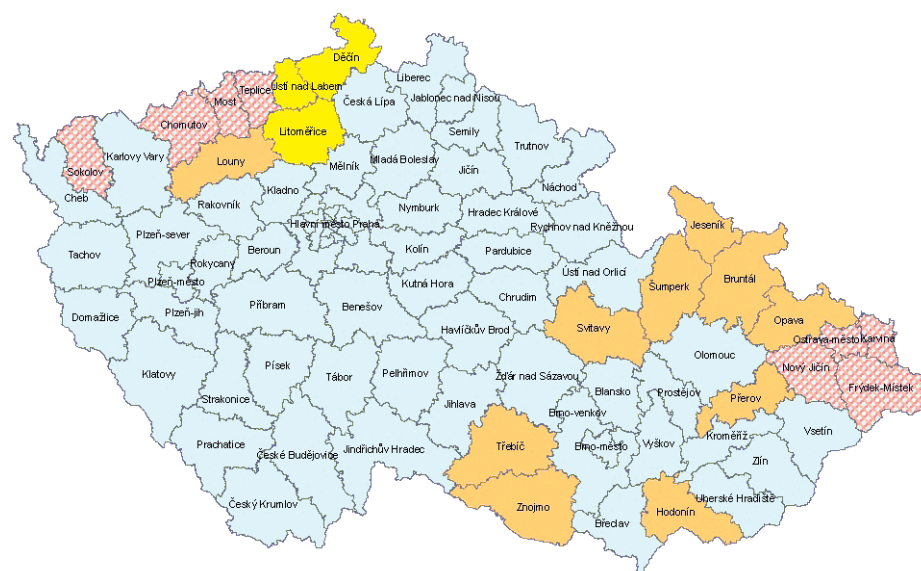 Děčín
Liberec
Teplice
Ústí nad Labem
Most
Jablonec nad Nisou
Česká Lípa
Chomutov
Litoměřice
Semily
Trutnov
Karlovy Vary
Louny
Mladá Boleslav
Mělník
Jičín
Sokolov
Náchod
Cheb
Rakovník
Kladno
Nymburk
Hradec Králové
Hlavní město Praha
Rychnov nad Kněžnou
Jeseník
Plzeň-sever
Tachov
Beroun
Kolín
Pardubice
Rokycany
Ústí nad Orlicí
Plzeň-město
Kutná Hora
Šumperk
Bruntál
Příbram
Benešov
Chrudim
Domažlice
Plzeň-jih
Opava
Havlíčkův Brod
Svitavy
Ostrava-město
Karviná
Olomouc
Klatovy
Písek
Tábor
Pelhřimov
Žďár nad Sázavou
Nový Jičín
Frýdek-Místek
Strakonice
Blansko
Prostějov
Přerov
Jihlava
Brno-venkov
Vsetín
Prachatice
České Budějovice
Jindřichův Hradec
Třebíč
Brno-město
Vyškov
Kroměříž
Zlín
Český Krumlov
Znojmo
Uherské Hradiště
Hodonín
Břeclav